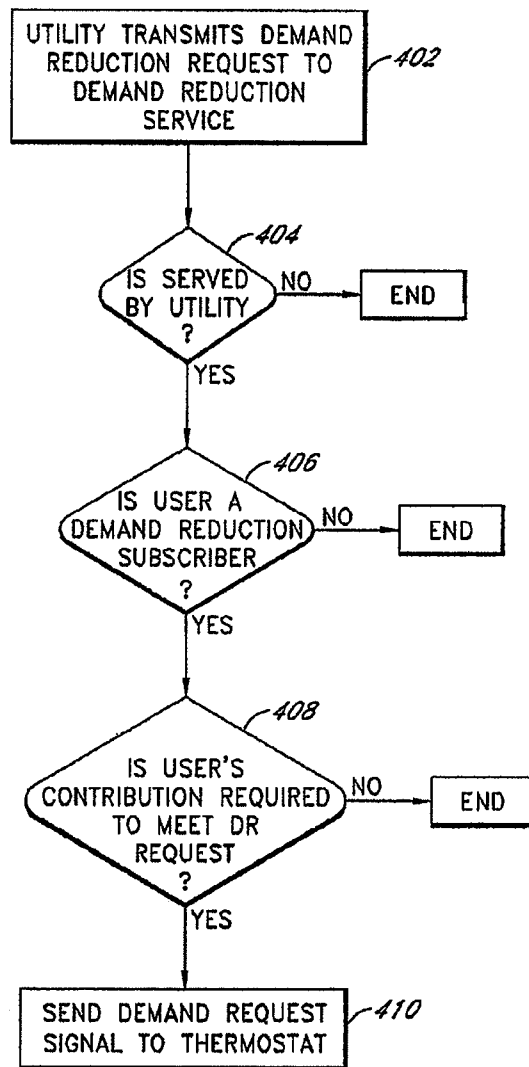 UTILITY TRANSMITS DEMAND
REDUCTION REQUEST TO
DEMAND REDUCTION
SERVICE
402
404
IS SERVED
BY UTILITY
?
NO
END
YES
406
IS USER A
DEMAND REDUCTION
SUBSCRIBER
?
NO
END
YES
408
IS USER'S
CONTRIBUTION REQUIRED
TO MEET DR
REQUEST
?
NO
END
YES
SEND DEMAND REQUEST
SIGNAL TO THERMOSTAT
410